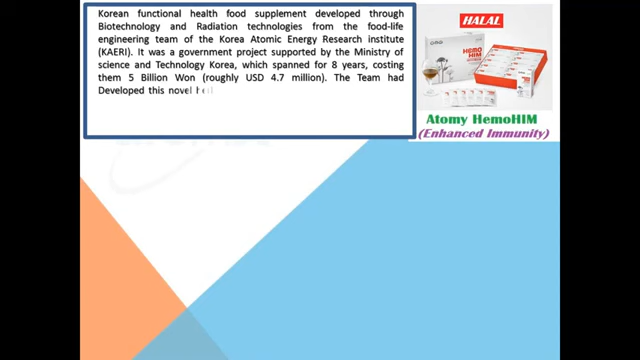 Korean functional health food supplement developed through
Biotechnology and Radiation technologies from the food-life
engineering team of the Korea Atomic Energy Research institute
(KAERI). It was a government project supported by the Ministry of
science and Technology Korea, which spanned for 8 years, costing
them 5 Billion Won (roughly USD 4.7 million). The Team had
Developed this novel
HALAL
HEMO
HIM
Atomy HemoHIM
(Enhanced Immunity)